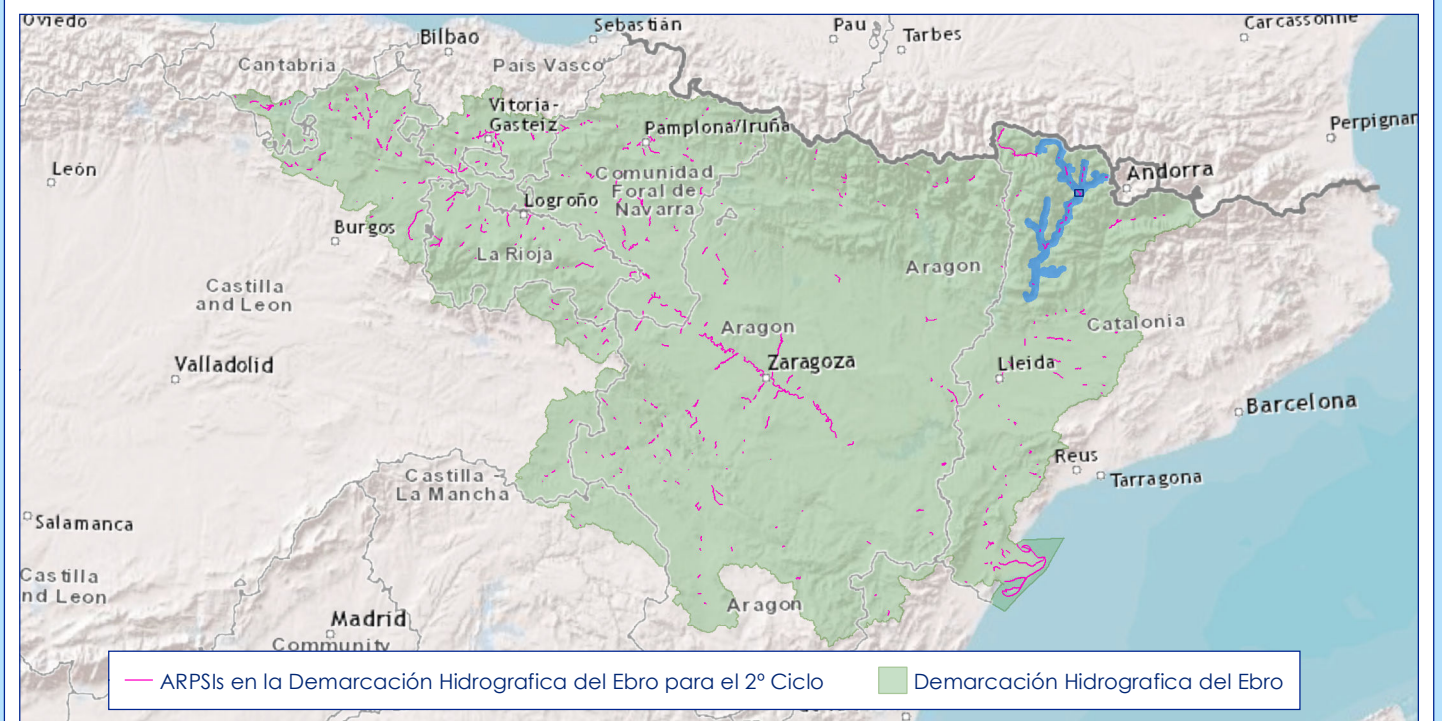 Oviedo
Sebastián
Pau
Tarbes
Carcassonne
Bilbao
Cantabria
Pais Vasco
Vitoria-
Gasteiz
Pamplona/Iruña
Perpignan
León
Comunidad
Foral de
Navarra
Andorra
Logroño
Burgos
La Rioja
Aragon
Castilla
and Leon
Catalonia
Aragon
Valladolid
Zaragoza
Lleida
Barcelona
Reus
Tarragona
Castilla
La Mancha
Salamanca
Castilla
nd Leon
Aragon
Madrid
Community
ARPSIs en la Demarcación Hidrografica del Ebro para el 2º Ciclo
Demarcación Hidrografica del Ebro